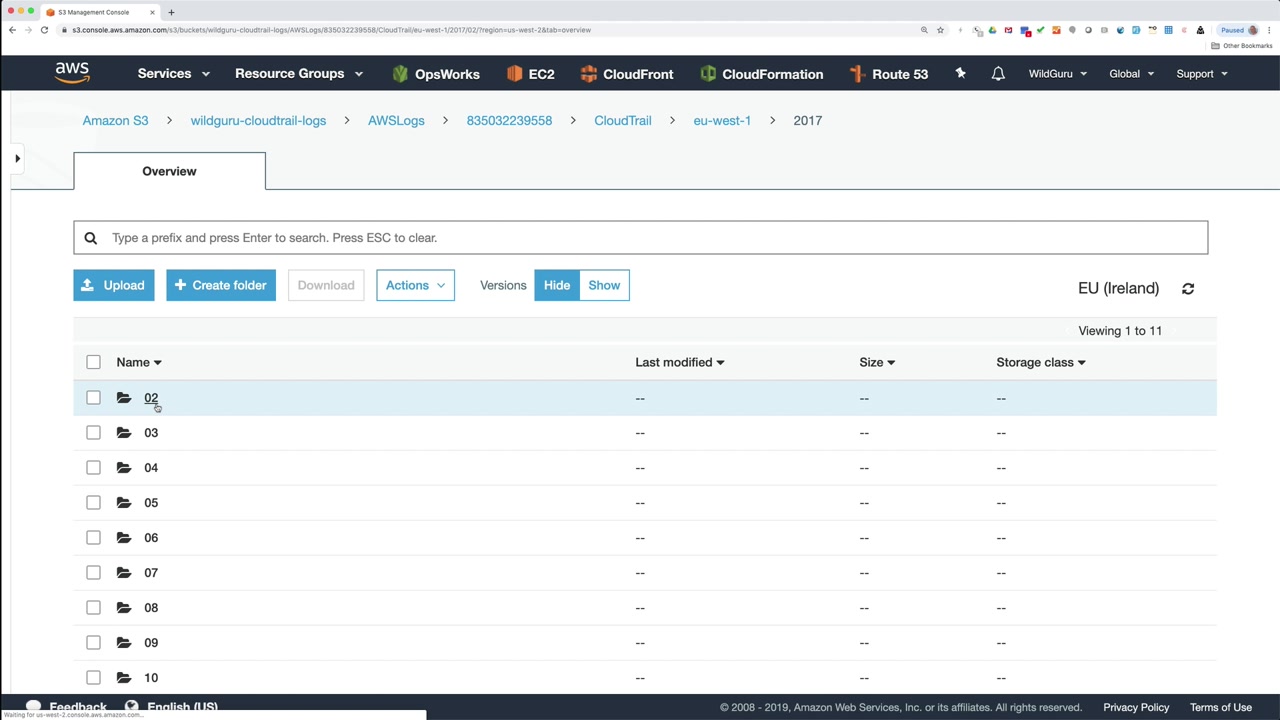 S3 Management Console
s3.console.aws.amazon.com/s3/buckets/wildguru-cloudtrail-logs/AWSLogs/835032239558/CloudTrail/eu-west-1/2017/02/?region=us-west-2&tab=overview
Paused
Other Bookmarks
aws Services Resource Groups OpsWorks EC2 CloudFront CloudFormation Route 53 WildGuru Global Support
Amazon S3 > wildguru-cloudtrail-logs > AWSLogs > 835032239558 > CloudTrail > eu-west-1 > 2017
Overview
Type a prefix and press Enter to search. Press ESC to clear.
Upload + Create folder Download Actions Versions Hide Show EU (Ireland)
Viewing 1 to 11
Name Last modified Size Storage class
02 -- -- --
03 -- -- --
04 -- -- --
05 -- -- --
06 -- -- --
07 -- -- --
08 -- -- --
09 -- -- --
10 -- -- --
Feedback English (US) © 2008 - 2019, Amazon Web Services, Inc. or its affiliates. All rights reserved. Privacy Policy Terms of Use
Waiting for us-west-2.console.aws.amazon.com...